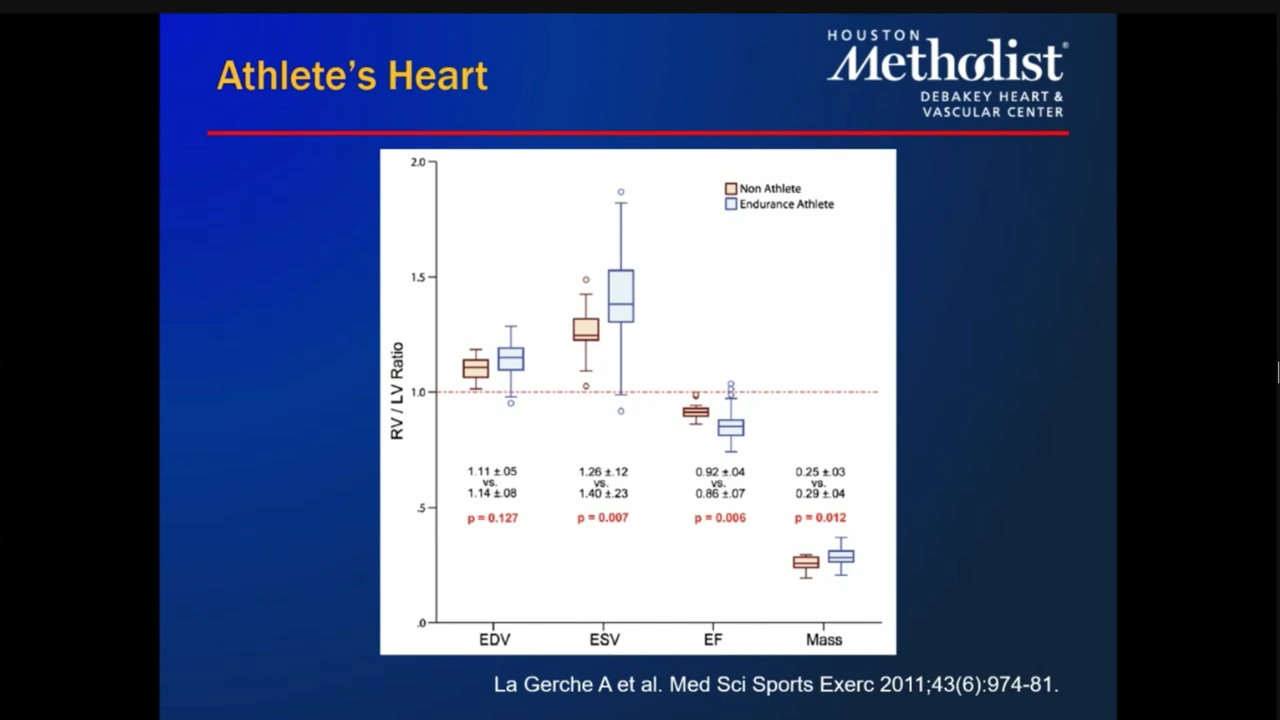 Athlete's Heart
HOUSTON
Methodist®
DEBAKEY HEART &
VASCULAR CENTER
2.0
1.5
1.0
.5
.0
RV / LV Ratio
Non Athlete
Endurance Athlete
1.11 ±.05
vs.
1.14 ±.08
p = 0.127
1.26 ±.12
vs.
1.40 ±.23
p = 0.007
0.92 ±.04
vs.
0.86 ±.07
p = 0.006
0.25 ±.03
vs.
0.29 ±.04
p = 0.012
EDV
ESV
EF
Mass
La Gerche A et al. Med Sci Sports Exerc 2011;43(6):974-81.